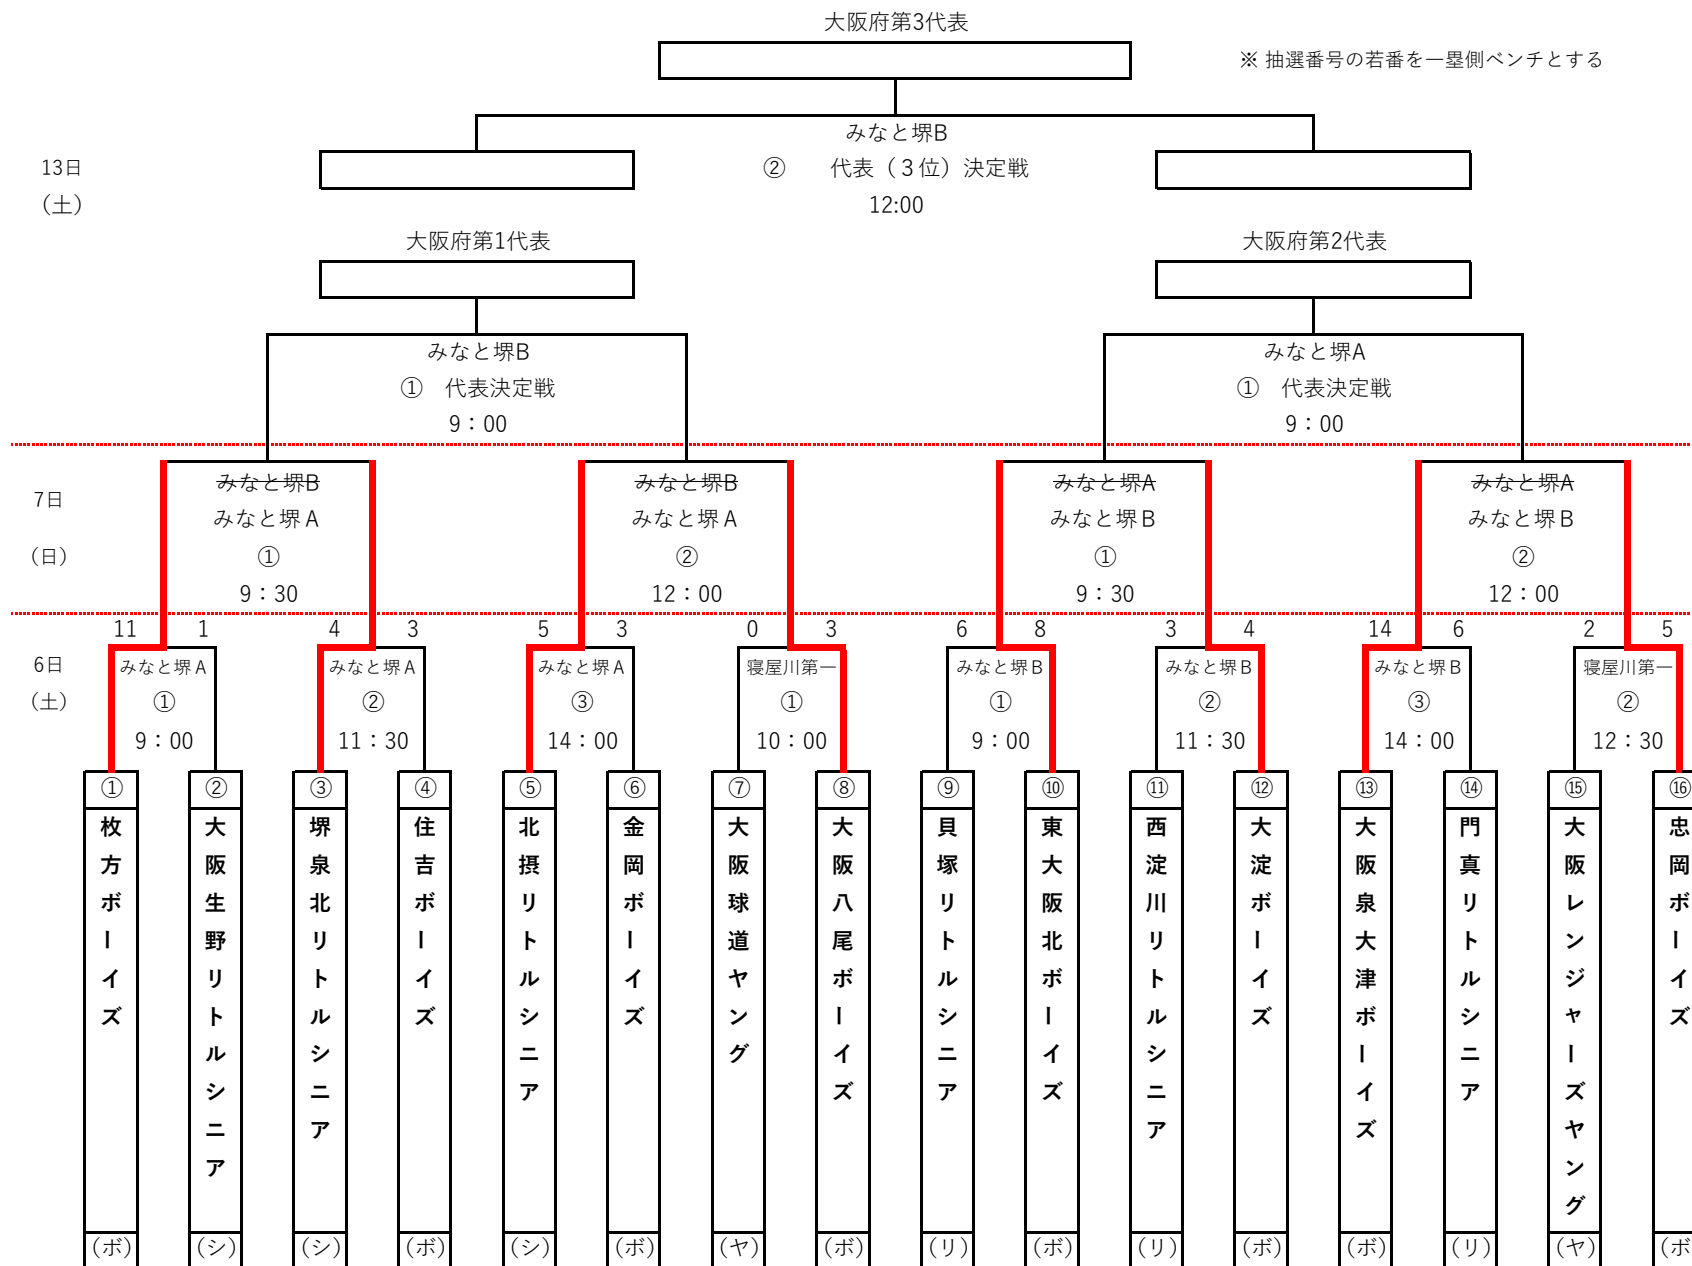 大阪府第3代表
※ 抽選番号の若番を一塁側ベンチとする
みなと堺B
13日
② 代表（３位）決定戦
（土）
12:00
大阪府第1代表
大阪府第2代表
みなと堺B
みなと堺A
① 代表決定戦
① 代表決定戦
9：00
9：00
みなと堺B
みなと堺B
みなと堺A
みなと堺A
7日
みなと堺Ａ
みなと堺Ａ
みなと堺Ｂ
みなと堺Ｂ
（日）
①
②
①
②
9：30
12：00
9：30
12：00
11 1 4 3 5 3 0 3 6 8 3 4 14 6 2 5
6日
みなと堺Ａ
みなと堺Ａ
みなと堺Ａ
寝屋川第一
みなと堺Ｂ
みなと堺Ｂ
みなと堺Ｂ
寝屋川第一
（土）
①
②
③
①
①
②
③
②
9：00
11：30
14：00
10：00
9：00
11：30
14：00
12：30
① ② ③ ④ ⑤ ⑥ ⑦ ⑧ ⑨ ⑩ ⑪ ⑫ ⑬ ⑭ ⑮ ⑯
枚方ボーイズ
大阪生野リトルシニア
堺泉北リトルシニア
住吉ボーイズ
北摂リトルシニア
金岡ボーイズ
大阪球道ヤング
大阪八尾ボーイズ
貝塚リトルシニア
東大阪北ボーイズ
西淀川リトルシニア
大淀ボーイズ
大阪泉大津ボーイズ
門真リトルシニア
大阪レンジャーズヤング
忠岡ボーイズ
（ボ） （シ） （シ） （ボ） （シ） （ボ） （ヤ） （ボ） （リ） （ボ） （リ） （ボ） （ボ） （リ） （ヤ） （ボ